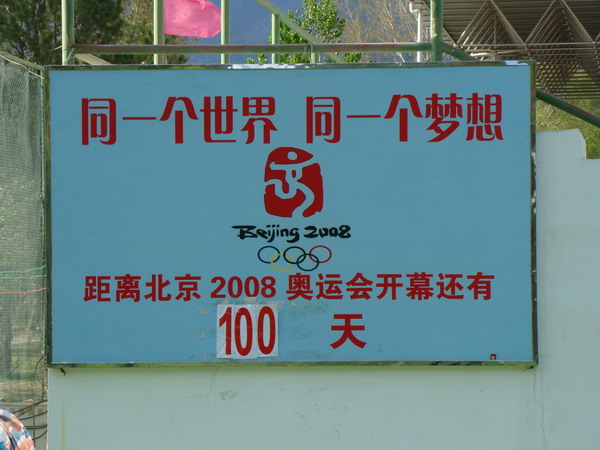 同一个世界 同一个梦想
Beijing 2008
距离北京 2008 奥运会开幕还有
100 天